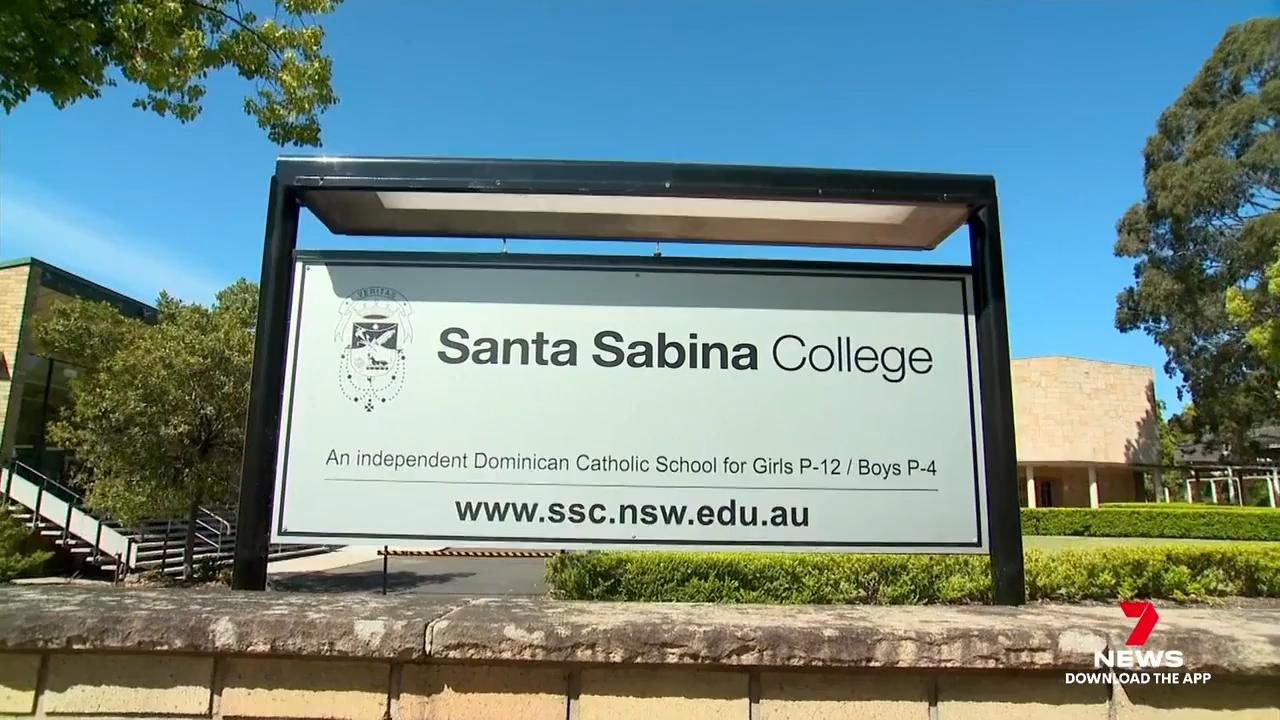 VERITAS
Santa Sabina College
An independent Dominican Catholic School for Girls P-12 / Boys P-4
www.ssc.nsw.edu.au
7
NEWS
DOWNLOAD THE APP